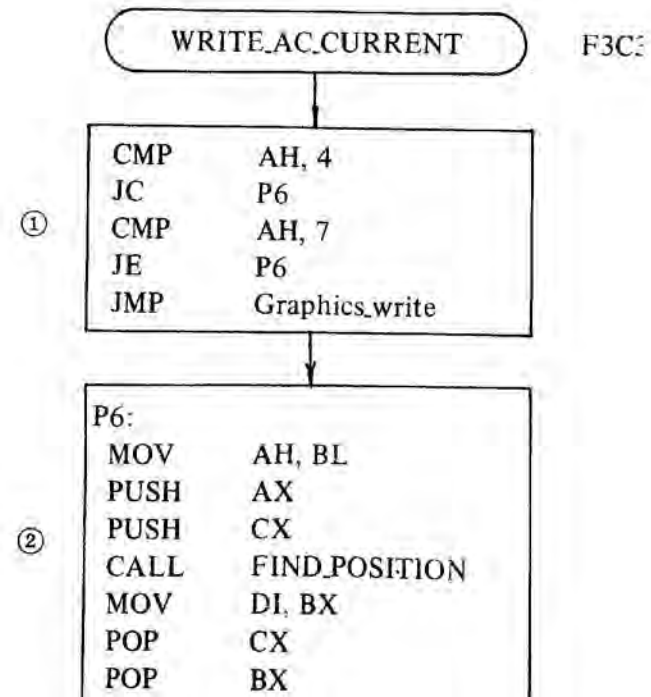 WRITE_AC_CURRENT
CMP AH, 4
JC P6
① CMP AH, 7
JE P6
JMP Graphics_write
P6:
MOV AH, BL
PUSH AX
② PUSH CX
CALL FIND_POSITION
MOV DI, BX
POP CX
POP BX